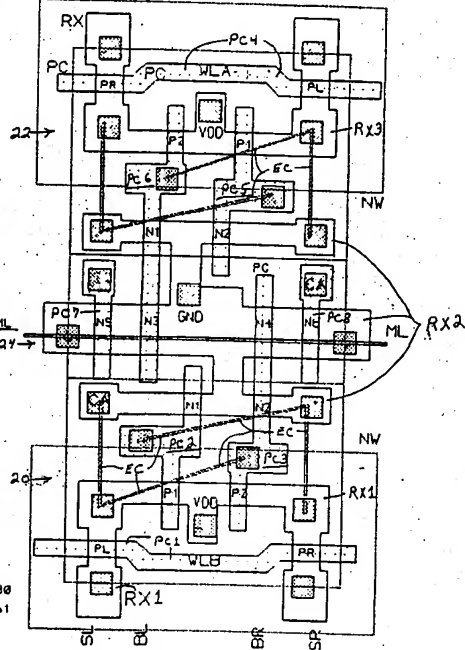 RX
PC4
PC
PC
WLA
PR
PL
22
VDD
RX3
P2
P1
EC
PC6
PC5
NW
N1
N2
PC
CA
PC7
GND
PC8
N5
N3
N4
N6
ML
ML
RX2
24
CA
N1
N2
NW
PC2
EC
EC
PC3
20
P1
P2
VDD
RX1
PL
PC1
PR
WLB
RX1
SL
BL
BR
SR